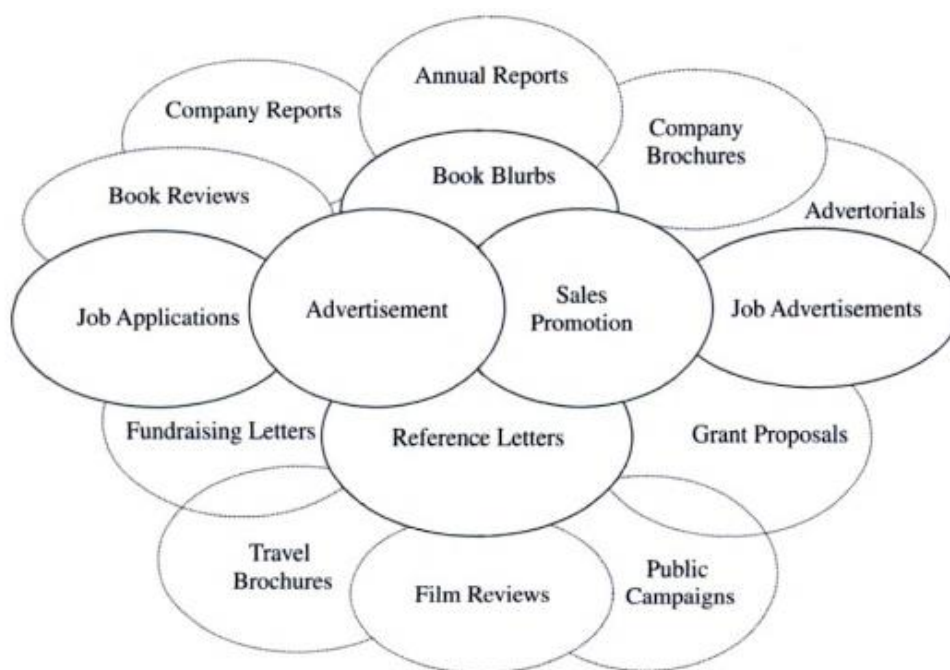 Annual Reports
Company Reports
Company
Brochures
Book Blurbs
Book Reviews
Advertorials
Job Applications
Advertisement
Sales
Promotion
Job Advertisements
Fundraising Letters
Reference Letters
Grant Proposals
Travel
Brochures
Film Reviews
Public
Campaigns